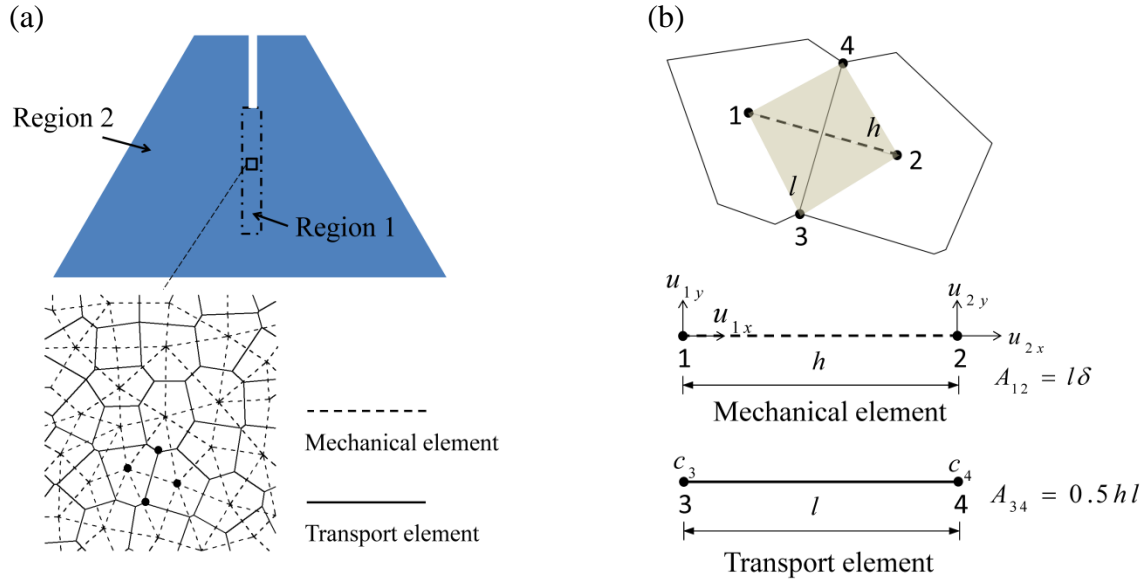 (a)
Region 2
Region 1
Mechanical element
Transport element
(b)
4
1
h
2
l
3
u1y
u1x
u2y
u2x
1
h
2
A12 = lδ
Mechanical element
c3
c4
3
l
4
A34 = 0.5 h l
Transport element